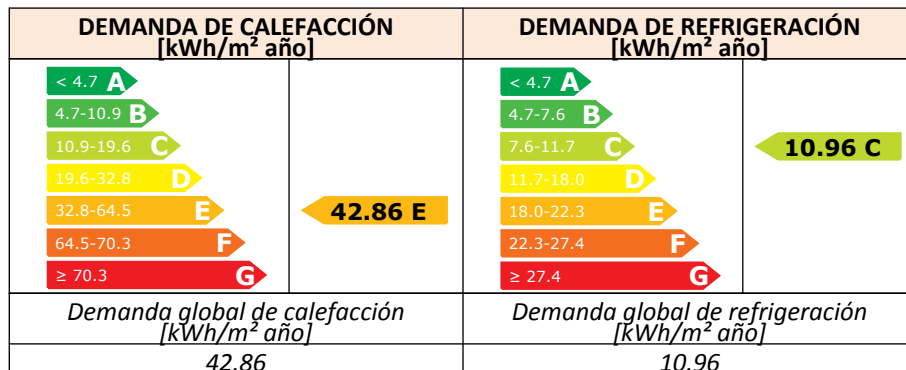 DEMANDA DE CALEFACCIÓN
[kWh/m² año]
< 4.7 A
4.7-10.9 B
10.9-19.6 C
19.6-32.8 D
32.8-64.5 E
64.5-70.3 F
≥ 70.3 G
42.86 E
Demanda global de calefacción
[kWh/m² año]
42.86
DEMANDA DE REFRIGERACIÓN
[kWh/m² año]
< 4.7 A
4.7-7.6 B
7.6-11.7 C
11.7-18.0 D
18.0-22.3 E
22.3-27.4 F
≥ 27.4 G
10.96 C
Demanda global de refrigeración
[kWh/m² año]
10.96